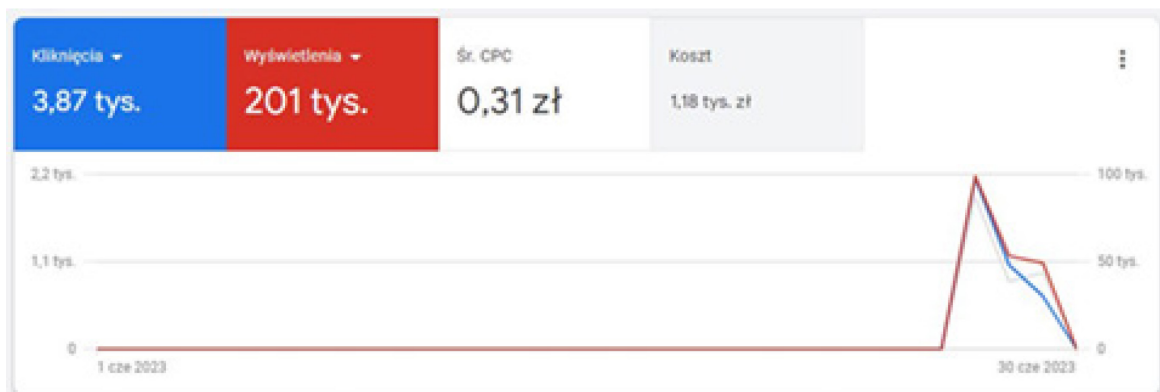 Kliknięcia
3,87 tys.
Wyświetlenia
201 tys.
Śr. CPC
0,31 zł
Koszt
1,18 tys. zł
2,2 tys.
100 tys.
1,1 tys.
50 tys.
0
0
1 cze 2023
30 cze 2023